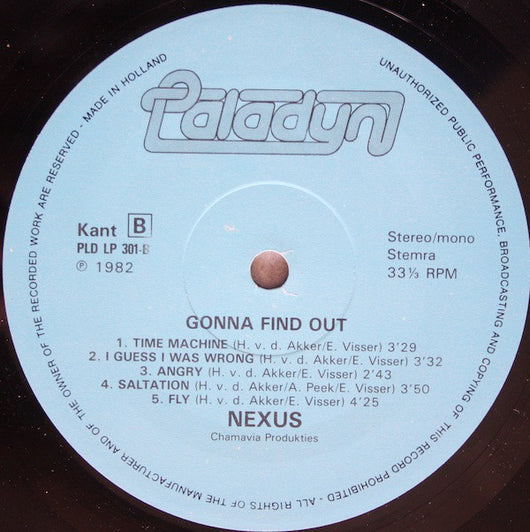 MADE IN HOLLAND
UNAUTHORIZED PUBLIC PERFORMANCE, BROADCASTING AND COPYING OF THIS RECORD PROHIBITED - ALL RIGHTS OF THE MANUFACTURER AND OF THE OWNER OF THE RECORDED WORK ARE RESERVED -
Paladyn
Kant B
PLD LP 301-B
℗ 1982
Stereo/mono
Stemra
33⅓ RPM
GONNA FIND OUT
1. TIME MACHINE (H. v. d. Akker/E. Visser) 3'29
2. I GUESS I WAS WRONG (H. v. d. Akker/E. Visser) 3'32
3. ANGRY (H. v. d. Akker/E. Visser) 2'43
4. SALTATION (H. v. d. Akker/A. Peek/E. Visser) 3'50
5. FLY (H. v. d. Akker/E. Visser) 4'25
NEXUS
Chamavia Produkties